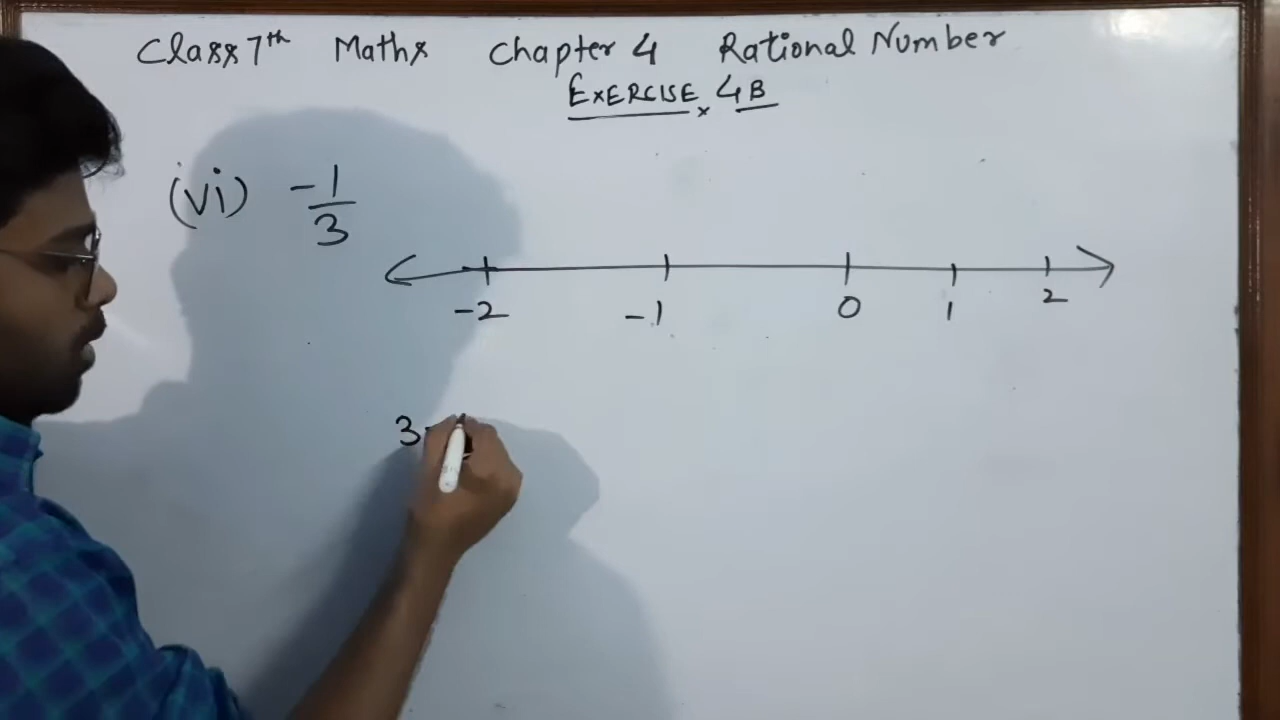 Class 7th Maths Chapter 4 Rational Number
EXERCISE 4B
(vi) -1/3
-2 -1 0 1 2
3